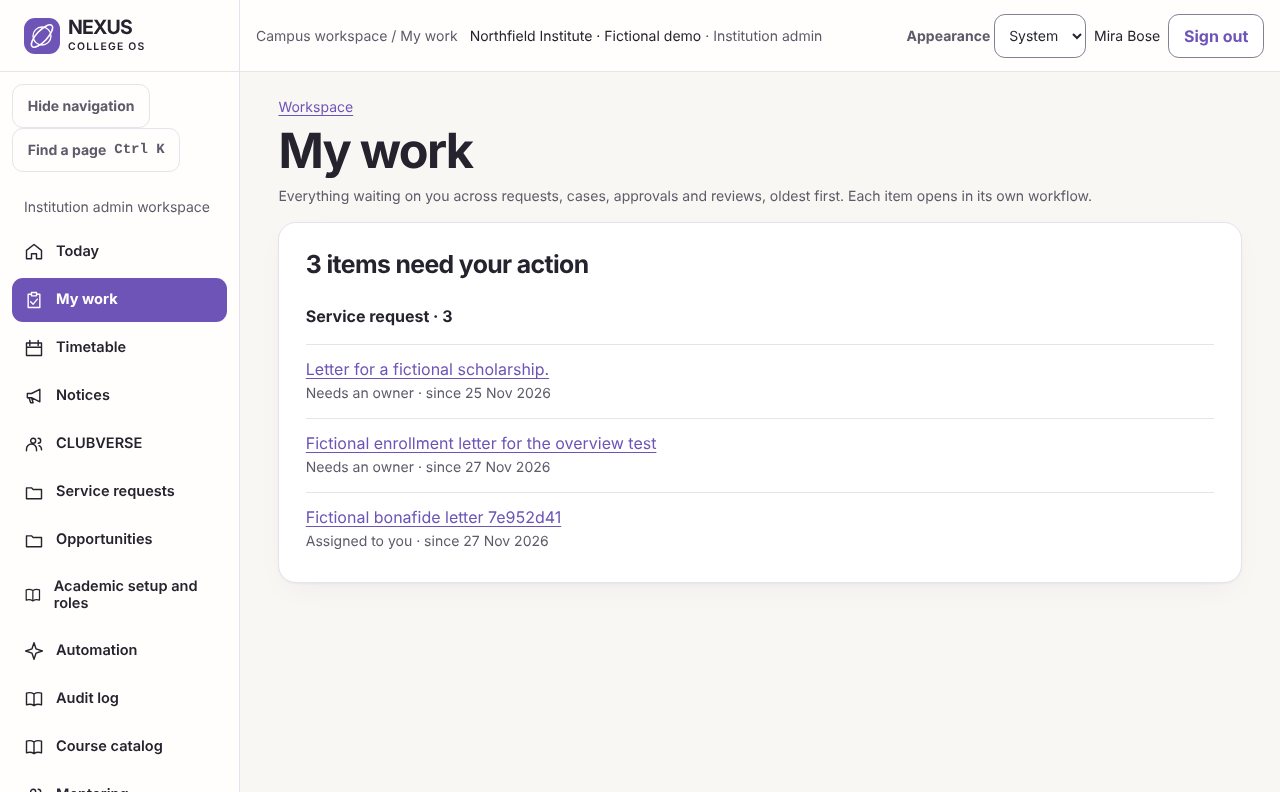 NEXUS
COLLEGE OS
Campus workspace / My work Northfield Institute · Fictional demo · Institution admin
Appearance System Mira Bose Sign out
Hide navigation
Find a page Ctrl K
Institution admin workspace
Today
My work
Timetable
Notices
CLUBVERSE
Service requests
Opportunities
Academic setup and
roles
Automation
Audit log
Course catalog
Mentoring
Workspace
My work
Everything waiting on you across requests, cases, approvals and reviews, oldest first. Each item opens in its own workflow.
3 items need your action
Service request · 3
Letter for a fictional scholarship.
Needs an owner · since 25 Nov 2026
Fictional enrollment letter for the overview test
Needs an owner · since 27 Nov 2026
Fictional bonafide letter 7e952d41
Assigned to you · since 27 Nov 2026